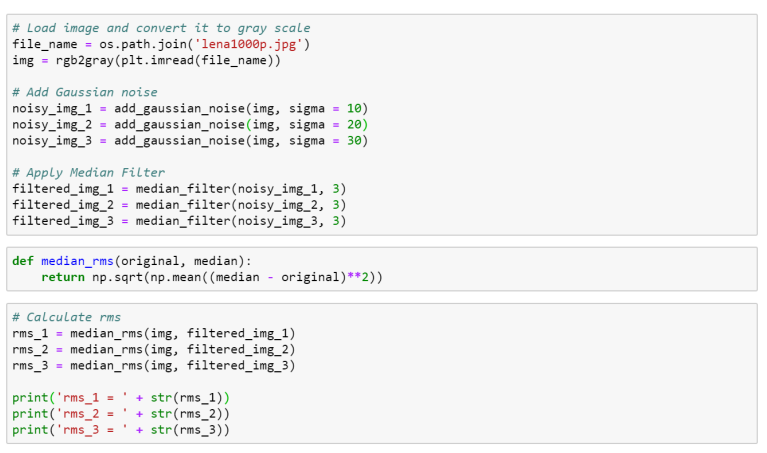 # Load image and convert it to gray scale
file_name = os.path.join('lena1000p.jpg')
img = rgb2gray(plt.imread(file_name))
# Add Gaussian noise
noisy_img_1 = add_gaussian_noise(img, sigma = 10)
noisy_img_2 = add_gaussian_noise(img, sigma = 20)
noisy_img_3 = add_gaussian_noise(img, sigma = 30)
# Apply Median Filter
filtered_img_1 = median_filter(noisy_img_1, 3)
filtered_img_2 = median_filter(noisy_img_2, 3)
filtered_img_3 = median_filter(noisy_img_3, 3)
def median_rms(original, median):
    return np.sqrt(np.mean((median - original)**2))
# Calculate rms
rms_1 = median_rms(img, filtered_img_1)
rms_2 = median_rms(img, filtered_img_2)
rms_3 = median_rms(img, filtered_img_3)
print('rms_1 = ' + str(rms_1))
print('rms_2 = ' + str(rms_2))
print('rms_3 = ' + str(rms_3))